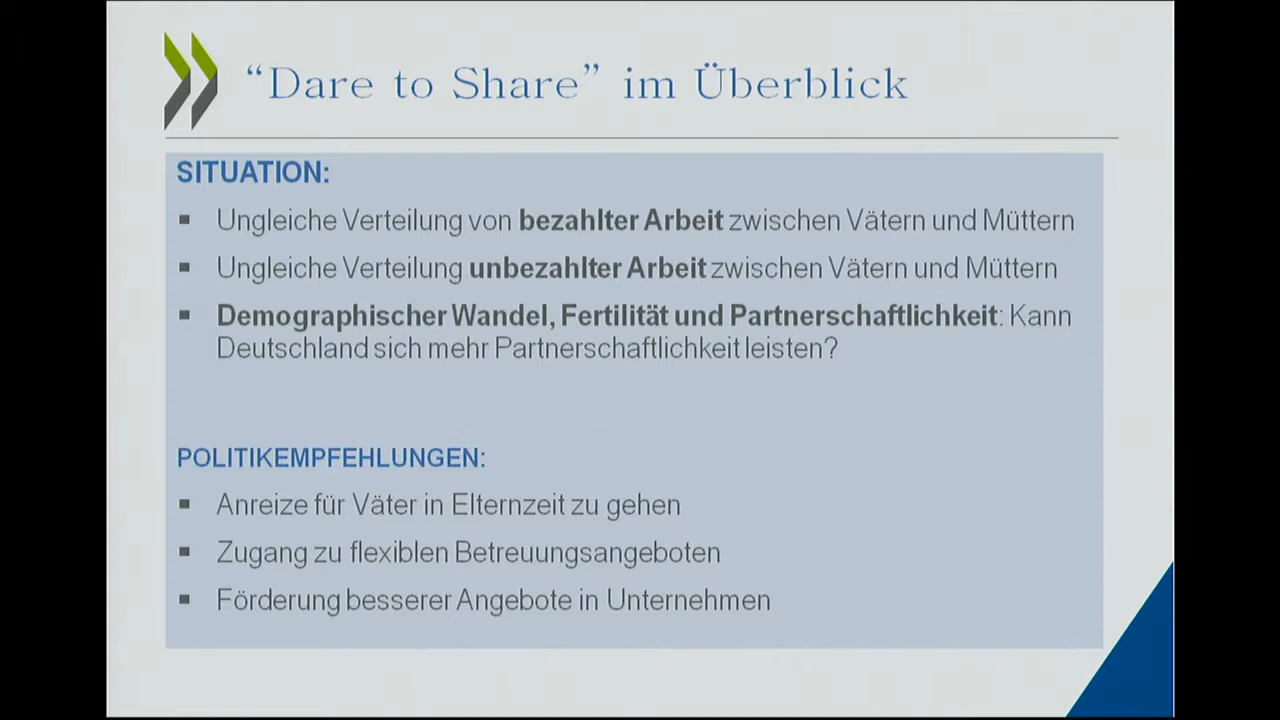 “Dare to Share” im Überblick
SITUATION:
▪ Ungleiche Verteilung von bezahlter Arbeit zwischen Vätern und Müttern
▪ Ungleiche Verteilung unbezahlter Arbeit zwischen Vätern und Müttern
▪ Demographischer Wandel, Fertilität und Partnerschaftlichkeit: Kann
Deutschland sich mehr Partnerschaftlichkeit leisten?
POLITIKEMPFEHLUNGEN:
▪ Anreize für Väter in Elternzeit zu gehen
▪ Zugang zu flexiblen Betreuungsangeboten
▪ Förderung besserer Angebote in Unternehmen